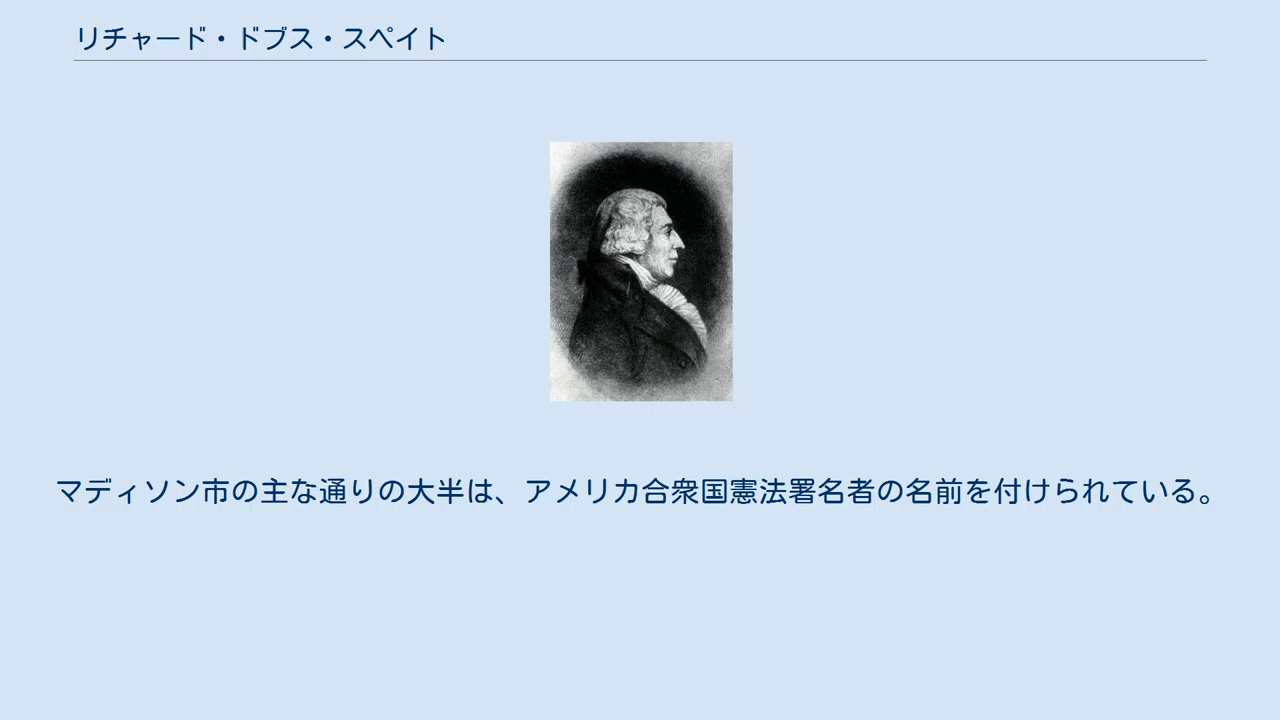 リチャード・ドブス・スペイト
マディソン市の主な通りの大半は、アメリカ合衆国憲法署名者の名前を付けられている。